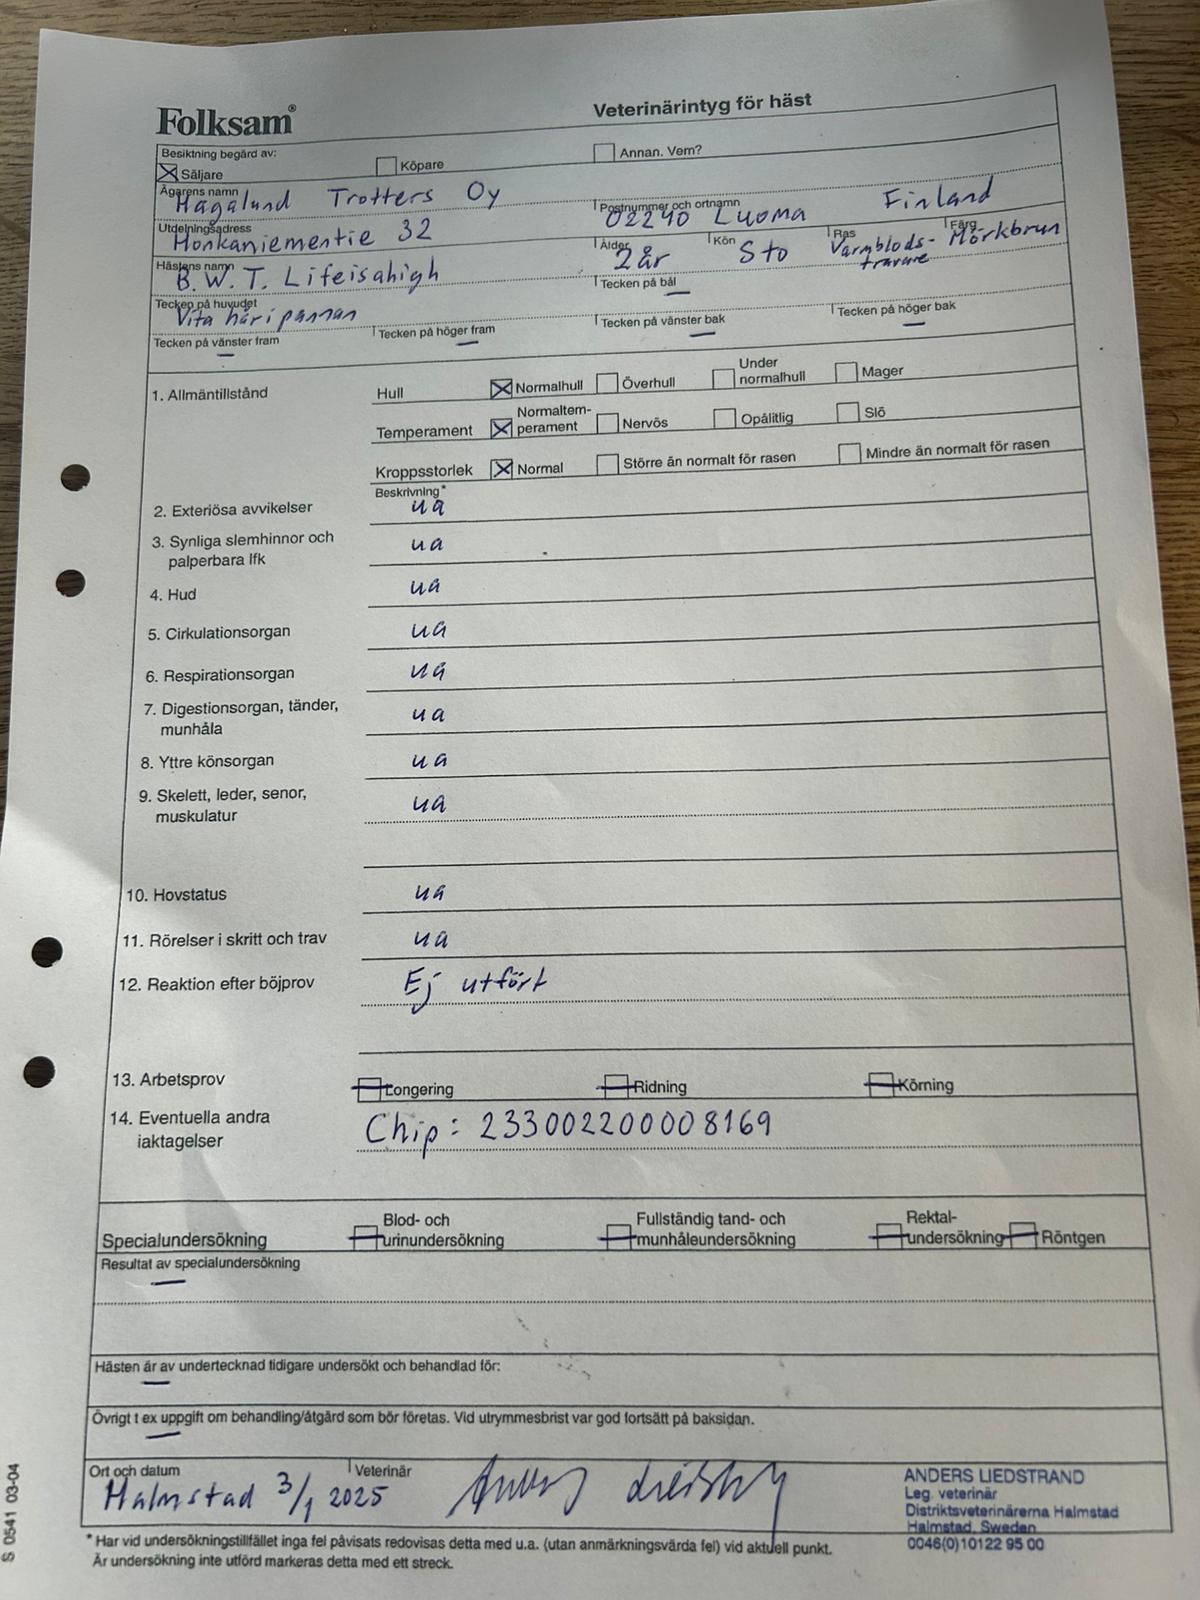 Folksam®
Veterinärintyg för häst
Besiktning begärd av:
Säljare Köpare Annan. Vem?
Ägarens namn Postnummer och ortnamn
Hagalund Trotters Oy 02240 Luoma Finland
Utdelningsadress Ålder Kön Ras Färg
Honkaniementie 32 2år Sto Varmblods- Mörkbrun
travare
Hästens namn Tecken på bål
B.W.T. Lifeisahigh —
Tecken på huvudet Tecken på höger fram Tecken på vänster bak Tecken på höger bak
Vita hår i pannan — — —
Tecken på vänster fram
—
1. Allmäntillstånd Hull Normalhull Överhull Under
normalhull Mager
Temperament Normaltem-
perament Nervös Opålitlig Slö
Kroppsstorlek Normal Större än normalt för rasen Mindre än normalt för rasen
Beskrivning*
2. Exteriösa avvikelser ua
3. Synliga slemhinnor och ua
palperbara lfk
4. Hud ua
5. Cirkulationsorgan ua
6. Respirationsorgan ua
7. Digestionsorgan, tänder, ua
munhåla
8. Yttre könsorgan ua
9. Skelett, leder, senor, ua
muskulatur
10. Hovstatus ua
11. Rörelser i skritt och trav ua
12. Reaktion efter böjprov Ej utfört
13. Arbetsprov Longering Ridning Körning
14. Eventuella andra Chip: 233002200008169
iaktagelser
Specialundersökning Blod- och
urinundersökning Fullständig tand- och
munhåleundersökning Rektal-
undersökning Röntgen
Resultat av specialundersökning
—
Hästen är av undertecknad tidigare undersökt och behandlad för:
—
Övrigt t ex uppgift om behandling/åtgärd som bör företas. Vid utrymmesbrist var god fortsätt på baksidan.
—
Ort och datum Veterinär
Halmstad 3/1 2025
ANDERS LIEDSTRAND
Leg. veterinär
Distriktsveterinärerna Halmstad
Halmstad, Sweden
0046(0)10122 95 00
* Har vid undersökningstillfället inga fel påvisats redovisas detta med u.a. (utan anmärkningsvärda fel) vid aktuell punkt.
Är undersökning inte utförd markeras detta med ett streck.
S 0541 03-04